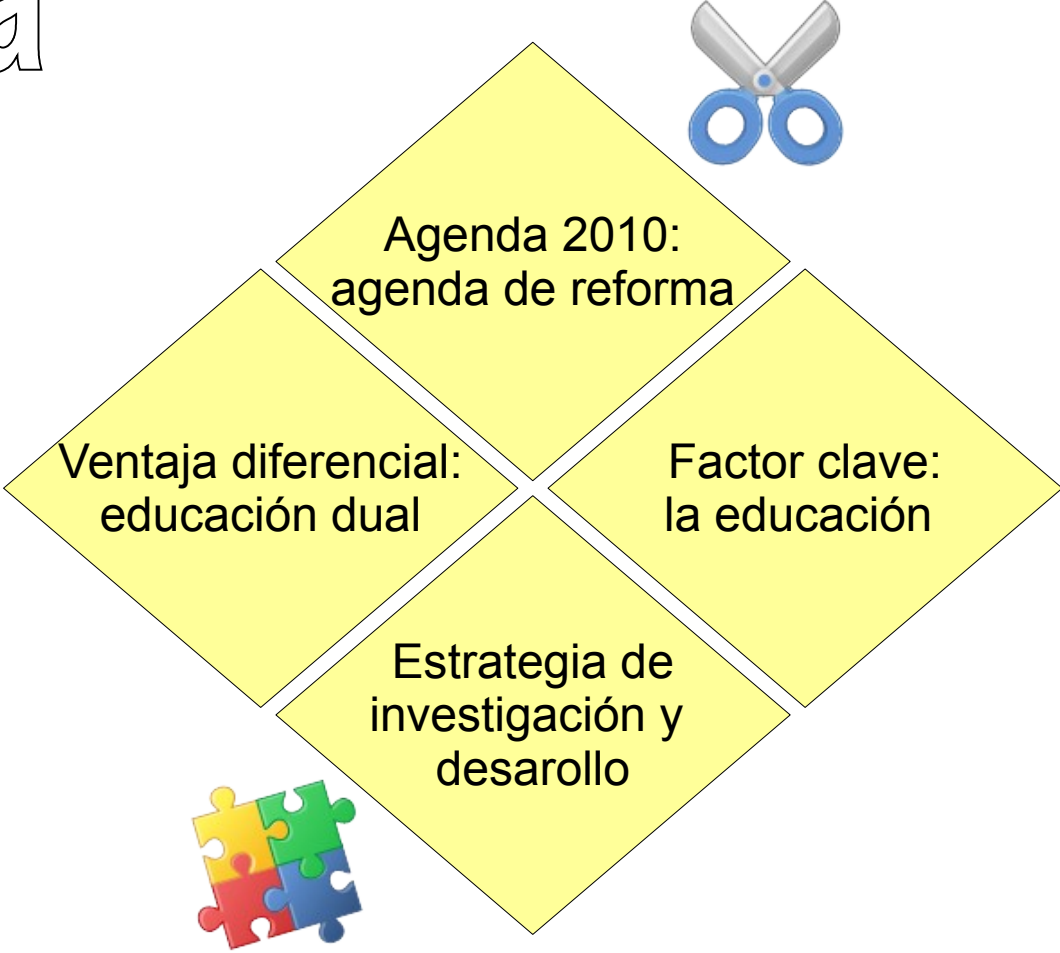 a
Agenda 2010:
agenda de reforma
Ventaja diferencial:
educación dual
Factor clave:
la educación
Estrategia de
investigación y
desarollo